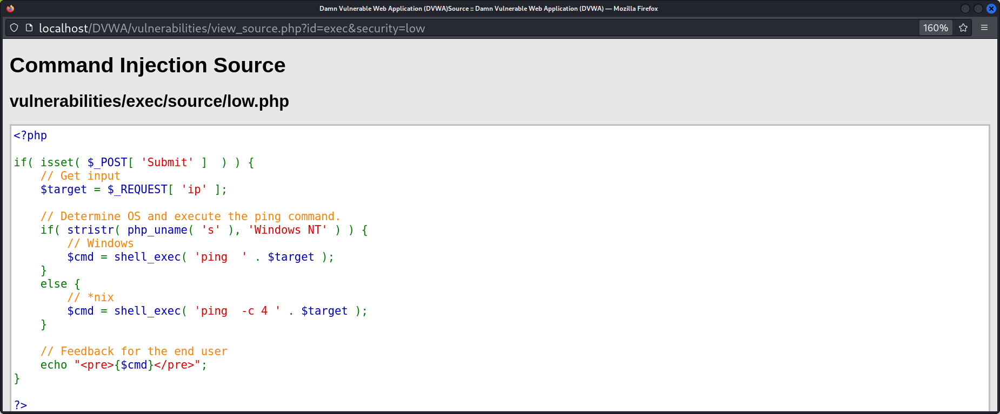 Damn Vulnerable Web Application (DVWA)Source :: Damn Vulnerable Web Application (DVWA) — Mozilla Firefox
localhost/DVWA/vulnerabilities/view_source.php?id=exec&security=low 160%
Command Injection Source
vulnerabilities/exec/source/low.php
<?php

if( isset( $_POST[ 'Submit' ]  ) ) {
    // Get input
    $target = $_REQUEST[ 'ip' ];

    // Determine OS and execute the ping command.
    if( stristr( php_uname( 's' ), 'Windows NT' ) ) {
        // Windows
        $cmd = shell_exec( 'ping  ' . $target );
    }
    else {
        // *nix
        $cmd = shell_exec( 'ping  -c 4 ' . $target );
    }

    // Feedback for the end user
    echo "<pre>{$cmd}</pre>";
}

?>